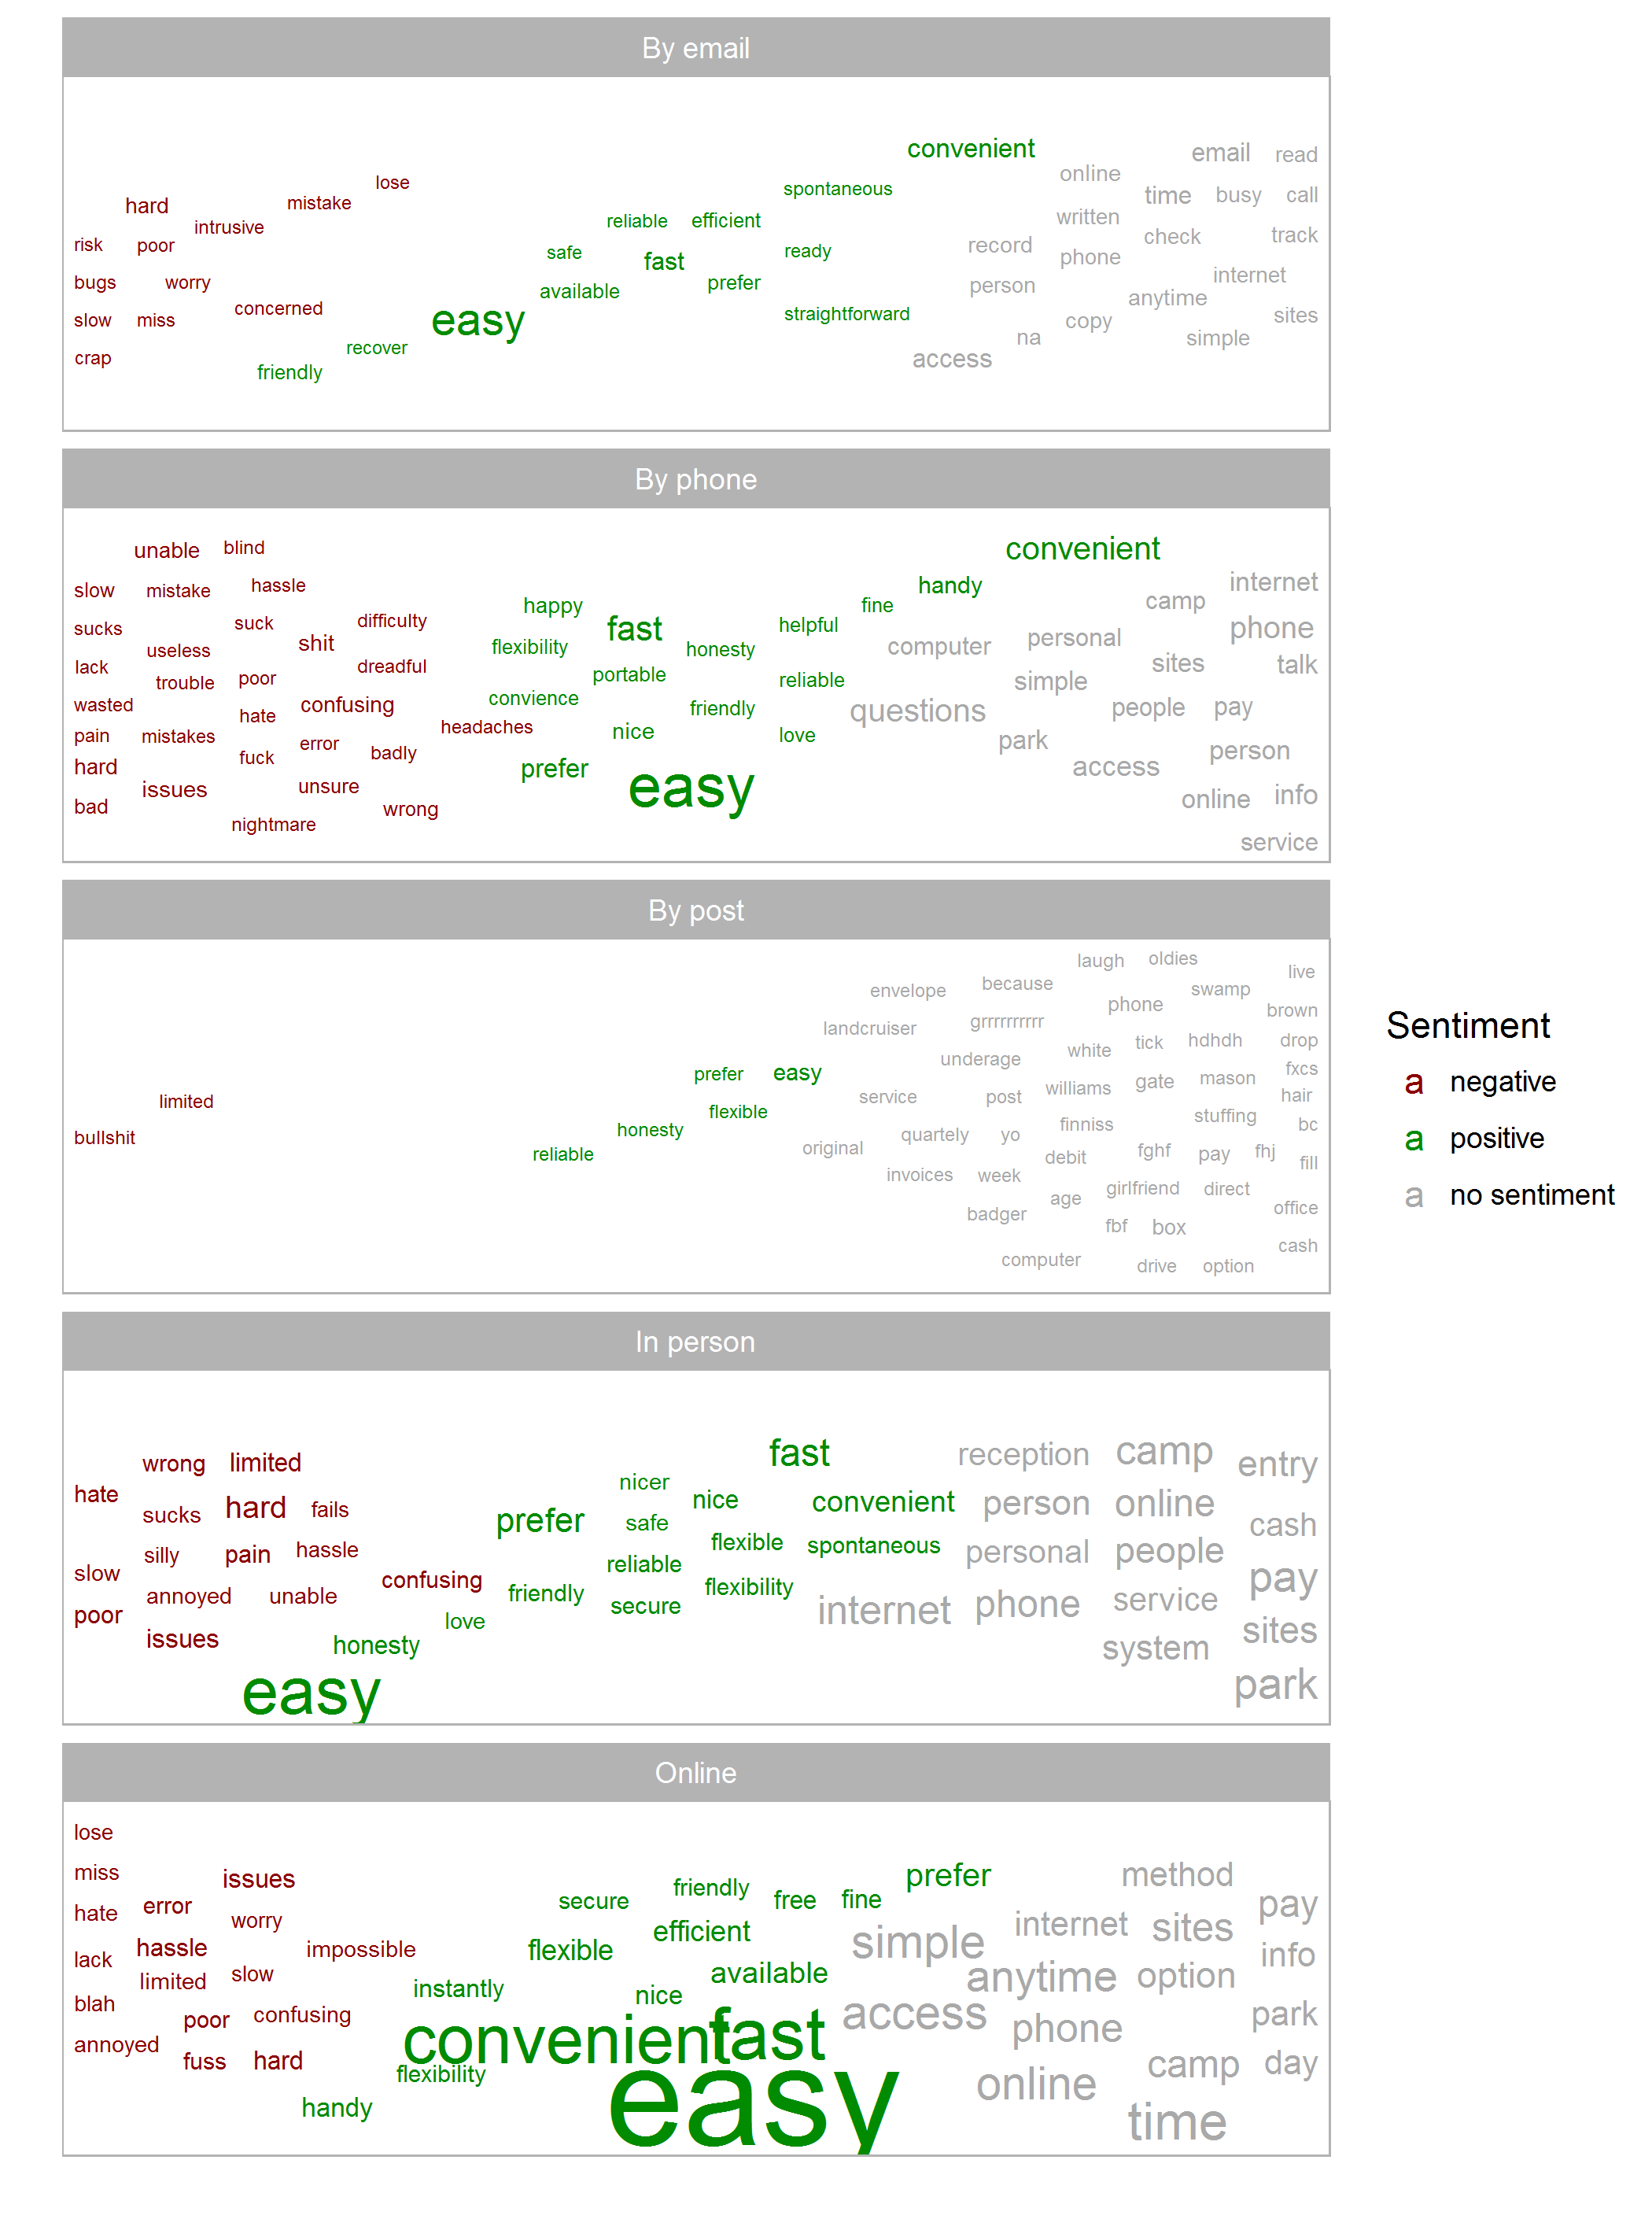 By email
convenient
email read
lose
online
spontaneous
time busy call
hard
mistake
written
reliable efficient
intrusive
check track
risk poor
record
safe
fast
ready
phone
internet
bugs worry
available
prefer
person
anytime
concerned
easy
straightforward
copy
sites
slow miss
na
simple
recover
crap
access
friendly
By phone
unable blind
convenient
internet
slow mistake hassle
handy
camp
happy
fine
sucks
suck
difficulty
fast
helpful
phone
useless
shit
flexibility
honesty
computer
personal
lack
dreadful
sites
talk
trouble poor
portable
reliable
simple
wasted
confusing
convience
friendly
questions
people pay
hate
headaches
pain mistakes
error
nice
love
park
fuck
badly
person
hard
prefer
access
issues
unsure
easy
bad
wrong
online info
nightmare
service
By post
laugh oldies
live
envelope because
swamp
phone
brown
landcruiser grrrrrrrrrr
tick hdhdh drop
underage white
fxcs
prefer easy
williams gate mason
limited
service post
hair
flexible
stuffing
bullshit
honesty
quartely yo
finniss
bc
reliable
original
debit
fghf pay fhj
fill
invoices week
girlfriend direct
age
badger
office
fbf box
cash
computer
drive option
Sentiment
a negative
a positive
a no sentiment
In person
fast
reception camp
entry
wrong limited
nicer
hate
nice convenient
person online
sucks hard fails
prefer
safe
cash
silly pain hassle
flexible spontaneous
personal people
slow
confusing
reliable
pay
annoyed unable
friendly
flexibility
poor
secure
internet phone
service
love
issues
honesty
sites
system
easy
park
Online
lose
miss
issues
prefer
method
friendly
secure
free fine
pay
hate
error
worry
efficient
internet sites
hassle
impossible
flexible
simple
info
lack
limited slow
available
anytime option
instantly
nice
blah
access
park
poor confusing
phone
convenient
fast
annoyed
fuss hard
flexibility
camp day
easy
online
handy
time